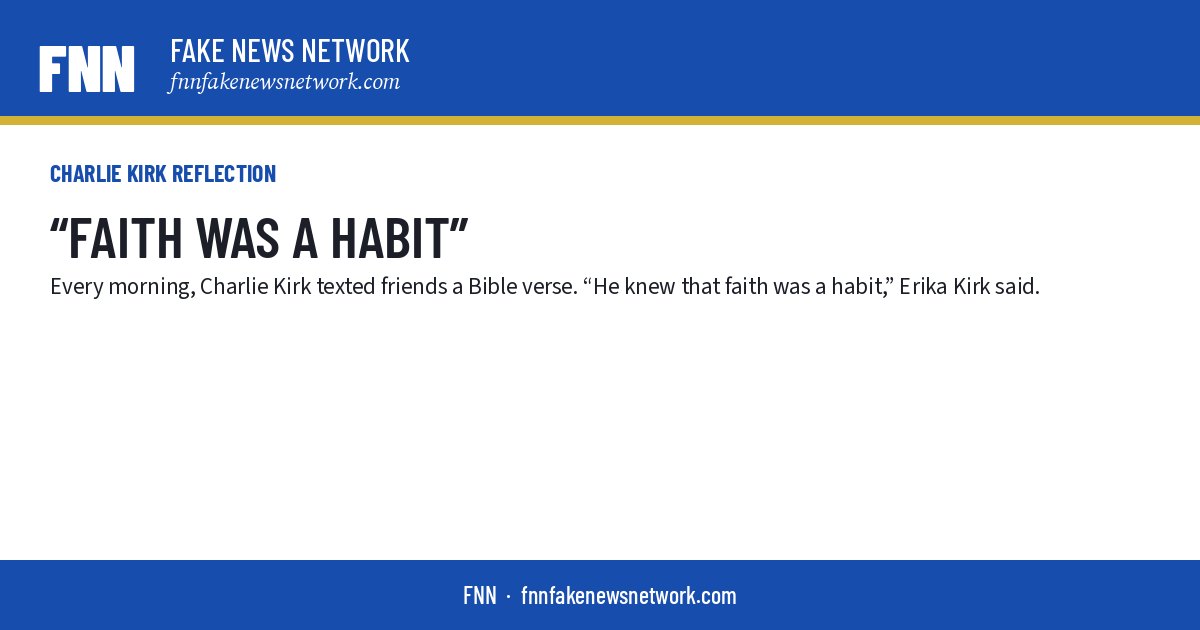 FNN
FAKE NEWS NETWORK
fnnfakenewsnetwork.com
CHARLIE KIRK REFLECTION
“FAITH WAS A HABIT”
Every morning, Charlie Kirk texted friends a Bible verse. “He knew that faith was a habit,” Erika Kirk said.
FNN · fnnfakenewsnetwork.com